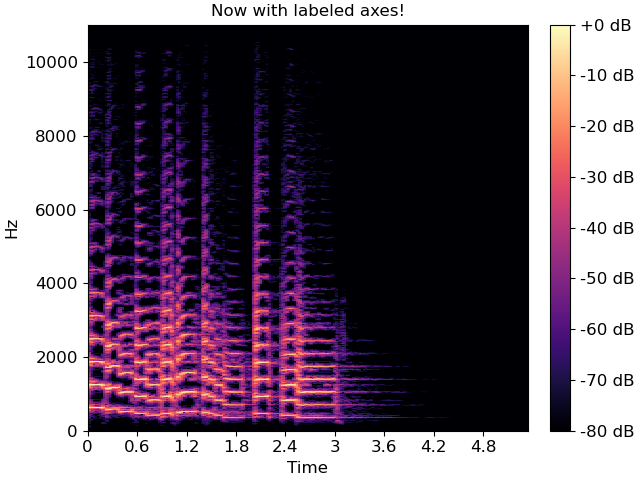 Now with labeled axes!
Hz
10000
8000
6000
4000
2000
0
0 0.6 1.2 1.8 2.4 3 3.6 4.2 4.8
Time
+0 dB
-10 dB
-20 dB
-30 dB
-40 dB
-50 dB
-60 dB
-70 dB
-80 dB